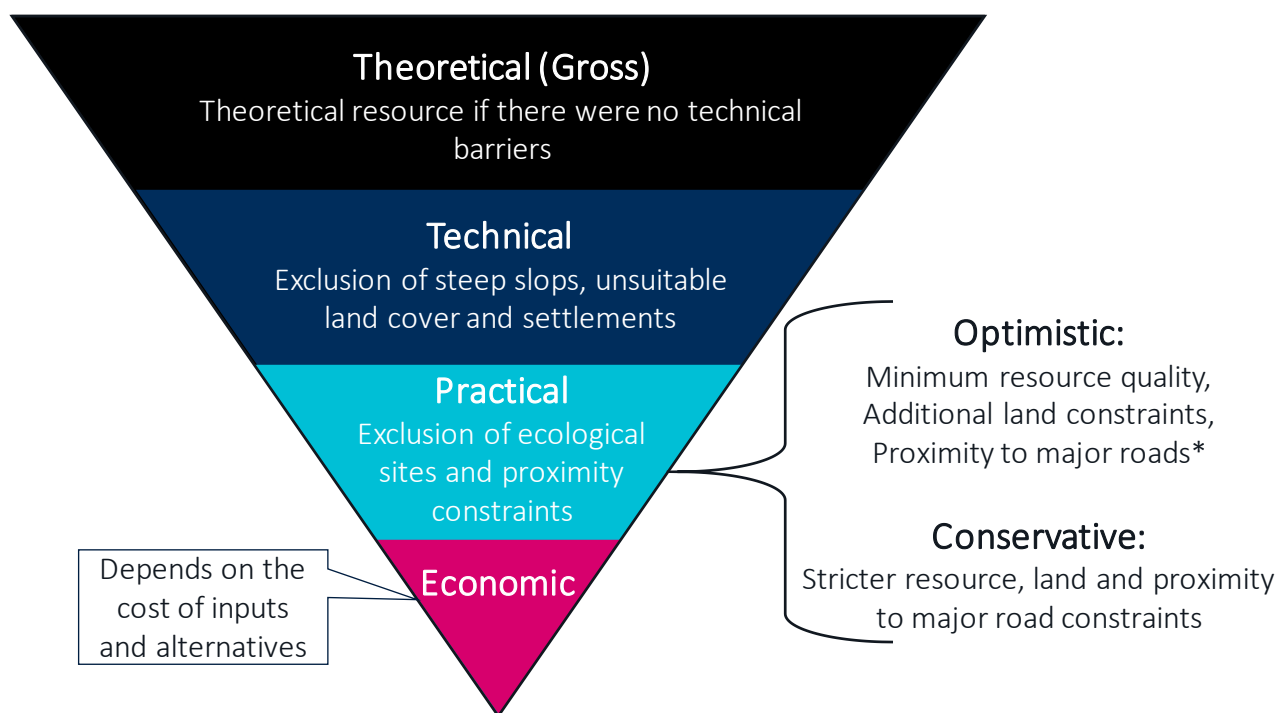 Theoretical (Gross)
Theoretical resource if there were no technical
barriers
Technical
Exclusion of steep slops, unsuitable
land cover and settlements
Practical
Exclusion of ecological
sites and proximity
constraints
Economic
Depends on the
cost of inputs
and alternatives
Optimistic:
Minimum resource quality,
Additional land constraints,
Proximity to major roads*
Conservative:
Stricter resource, land and proximity
to major road constraints